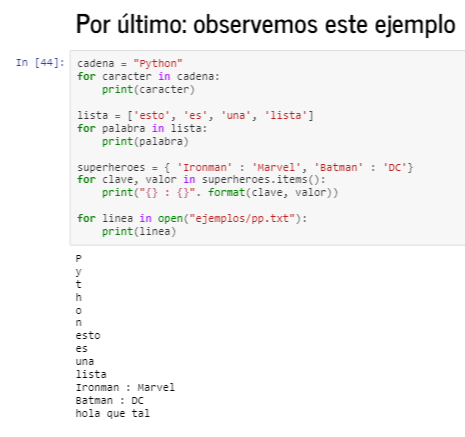 Por último: observemos este ejemplo
In [44]: cadena = "Python"
for caracter in cadena:
    print(caracter)
lista = ['esto', 'es', 'una', 'lista']
for palabra in lista:
    print(palabra)
superheroes = { 'Ironman' : 'Marvel', 'Batman' : 'DC'}
for clave, valor in superheroes.items():
    print("{} : {}". format(clave, valor))
for linea in open("ejemplos/pp.txt"):
    print(linea)
P
y
t
h
o
n
esto
es
una
lista
Ironman : Marvel
Batman : DC
hola que tal